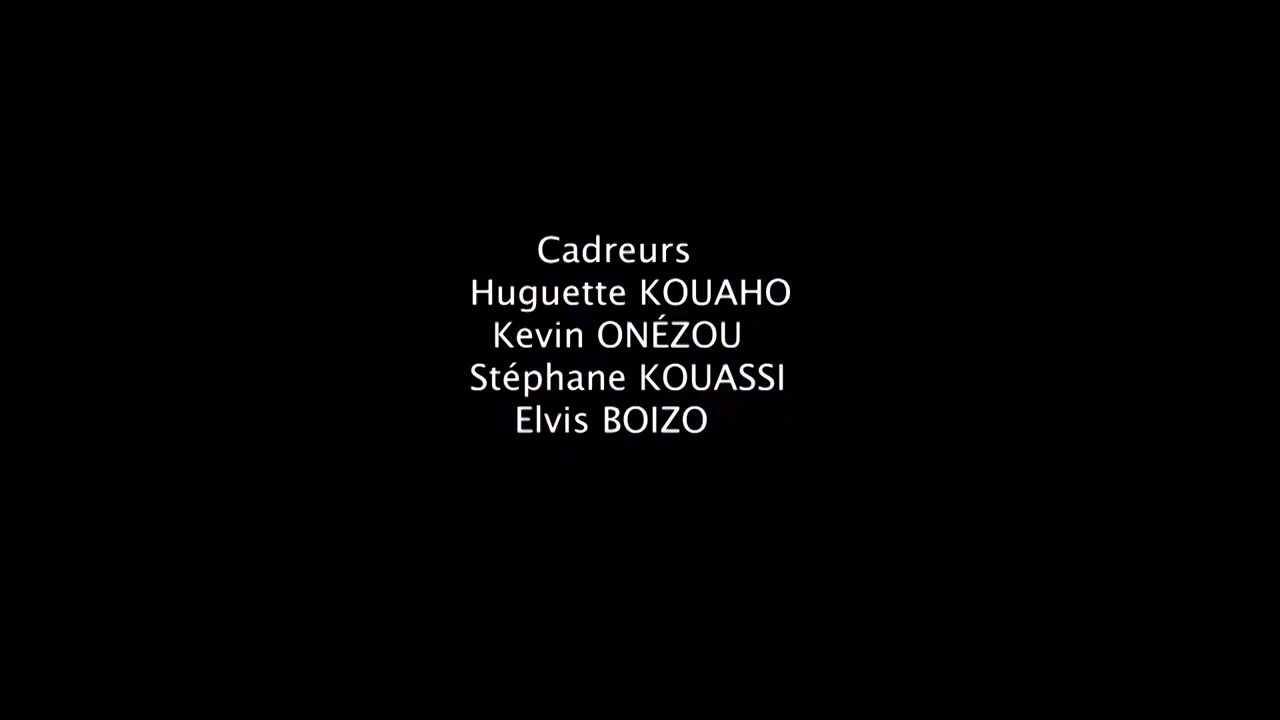 Cadreurs
Huguette KOUAHO
Kevin ONÉZOU
Stéphane KOUASSI
Elvis BOIZO